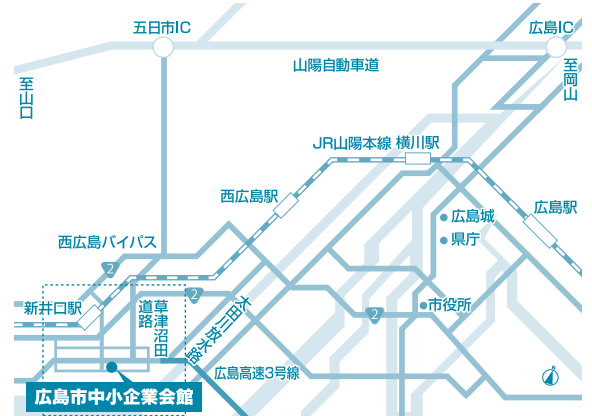 五日市IC
広島IC
山陽自動車道
至岡山
至山口
JR山陽本線
横川駅
西広島駅
広島駅
広島城
県庁
西広島バイパス
2
新井口駅
草津沼田
道路
2
太田川放水路
市役所
2
広島高速3号線
広島市中小企業会館